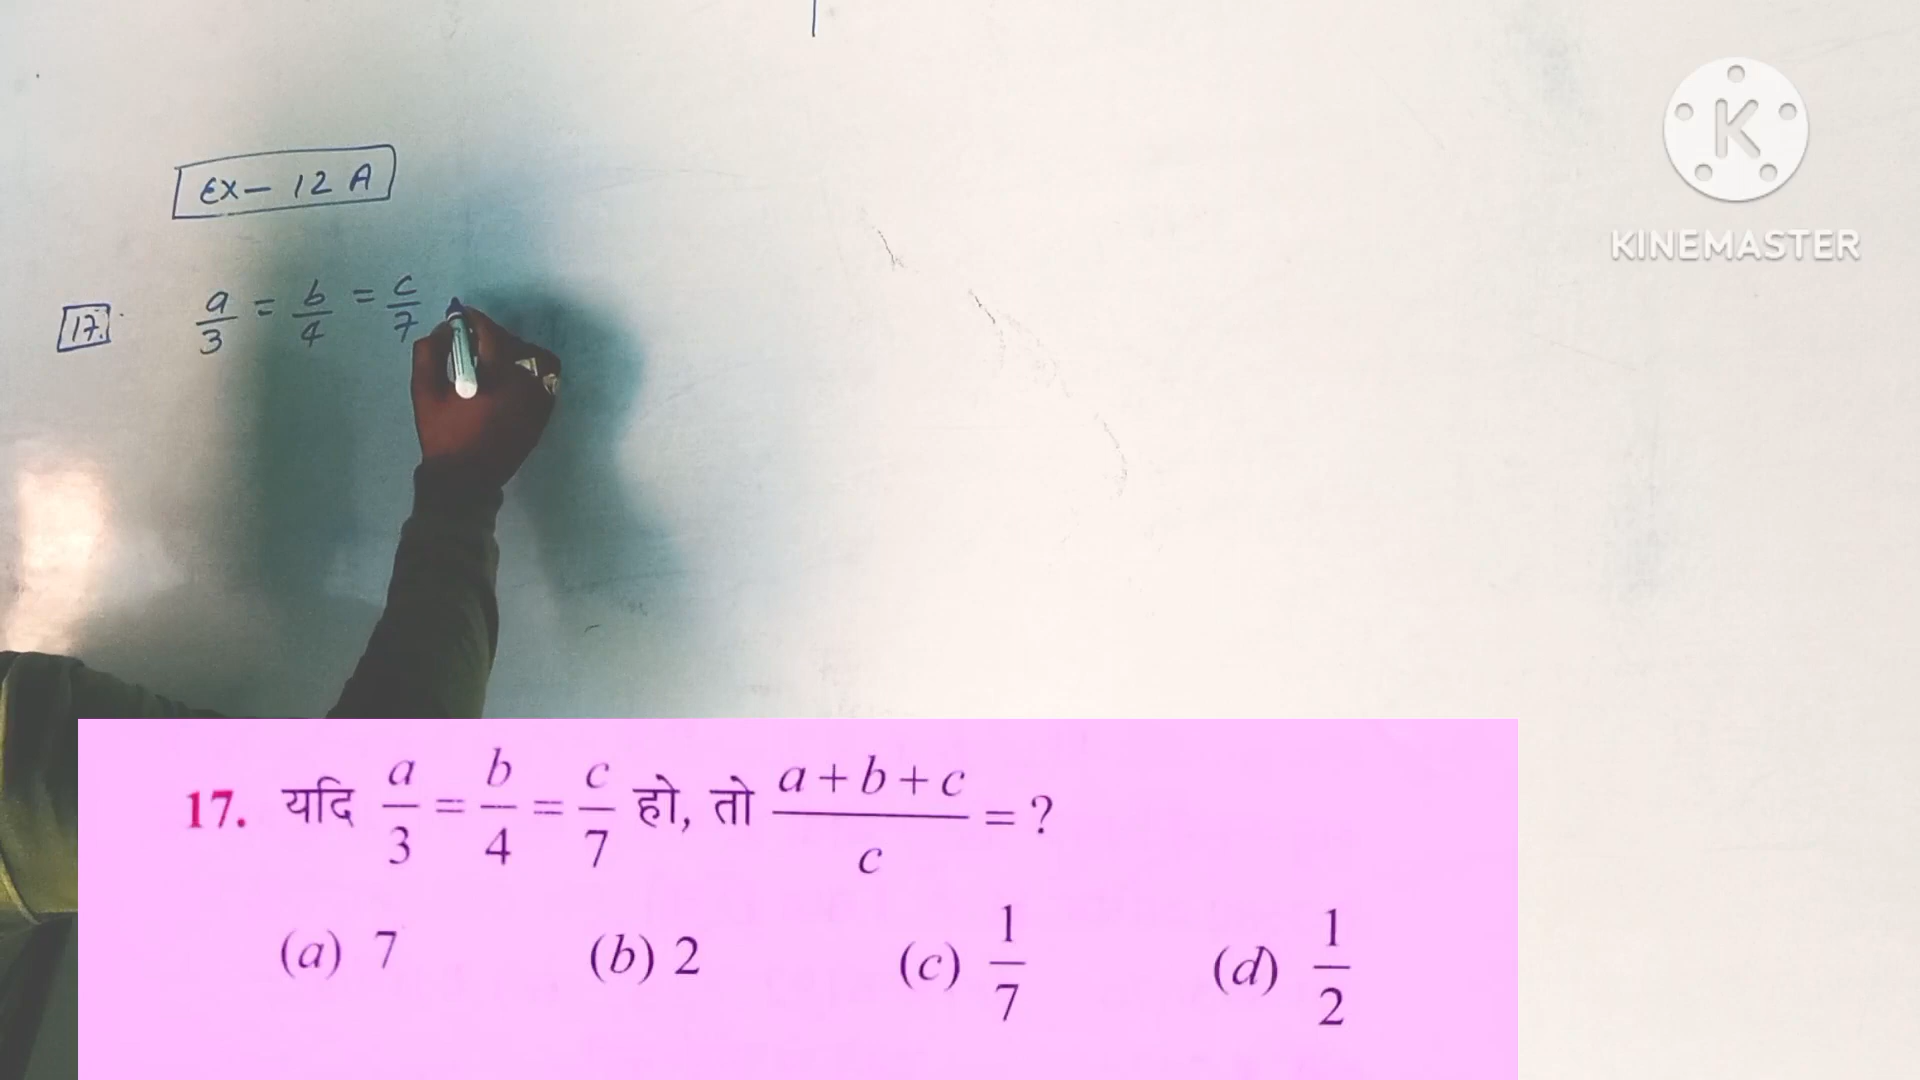 KINEMASTER
Ex- 12 A
17. a/3 = b/4 = c/7
17. यदि a/3 = b/4 = c/7 हो, तो (a+b+c)/c = ?
(a) 7 (b) 2 (c) 1/7 (d) 1/2